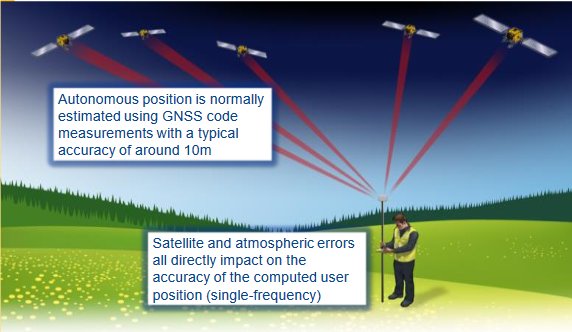 Autonomous position is normally
estimated using GNSS code
measurements with a typical
accuracy of around 10m
Satellite and atmospheric errors
all directly impact on the
accuracy of the computed user
position (single-frequency)